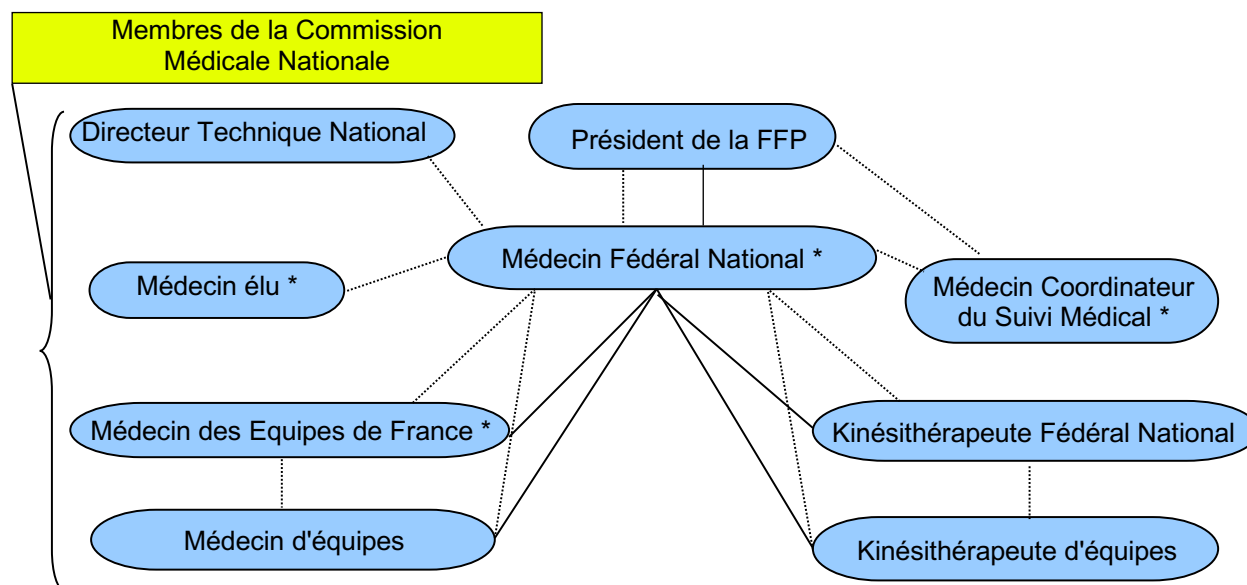 Membres de la Commission
Médicale Nationale
Directeur Technique National
Président de la FFP
Médecin Fédéral National *
Médecin élu *
Médecin Coordinateur
du Suivi Médical *
Médecin des Equipes de France *
Kinésithérapeute Fédéral National
Médecin d'équipes
Kinésithérapeute d'équipes